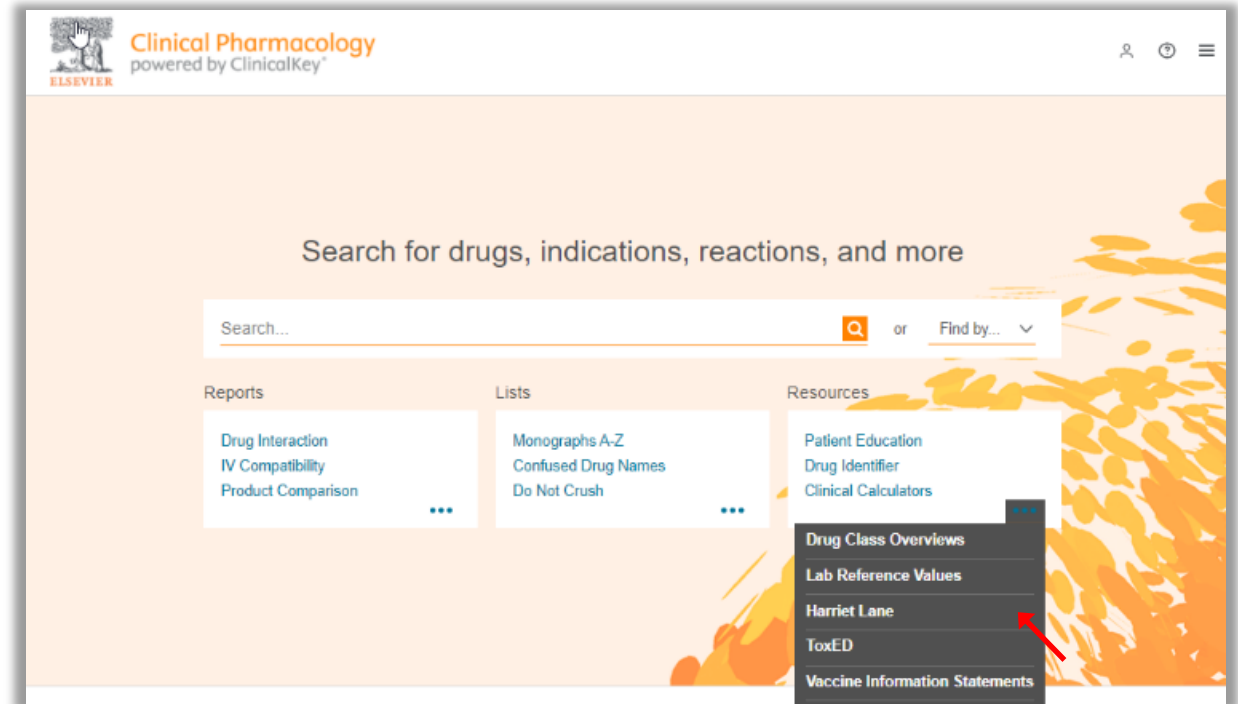 ELSEVIER
Clinical Pharmacology
powered by ClinicalKey®
Search for drugs, indications, reactions, and more
Search...
or
Find by...
Reports
Drug Interaction
IV Compatibility
Product Comparison
•••
Lists
Monographs A-Z
Confused Drug Names
Do Not Crush
•••
Resources
Patient Education
Drug Identifier
Clinical Calculators
•••
Drug Class Overviews
Lab Reference Values
Harriet Lane
ToxED
Vaccine Information Statements